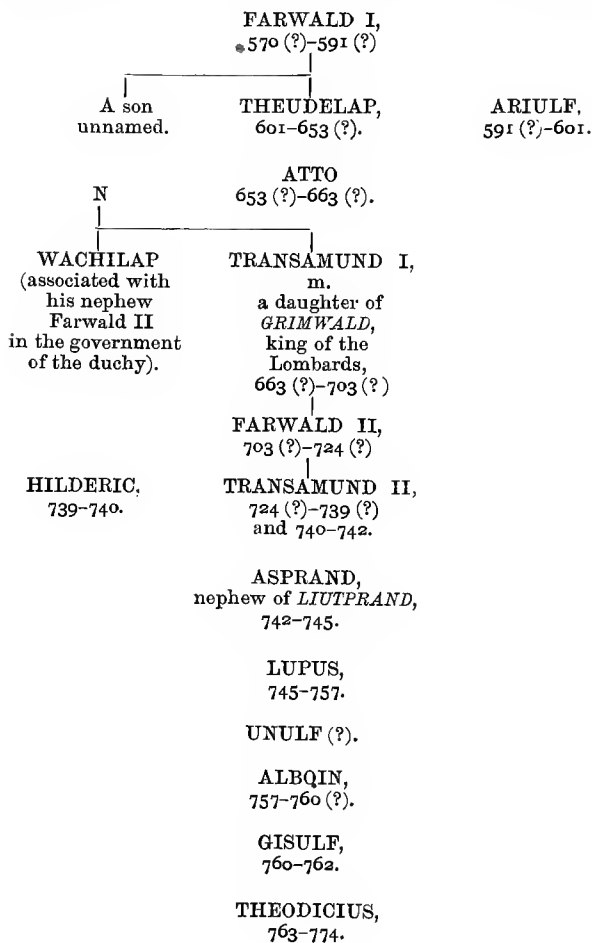 FARWALD I,
570 (?)–591 (?)
A son
unnamed.
THEUDELAP,
601–653 (?).
ARIULF,
591 (?)–601.
ATTO
653 (?)–663 (?).
N
WACHILAP
(associated with
his nephew
Farwald II
in the government
of the duchy).
TRANSAMUND I,
m.
a daughter of
GRIMWALD,
king of the
Lombards,
663 (?)–703 (?)
FARWALD II,
703 (?)–724 (?)
HILDERIC,
739–740.
TRANSAMUND II,
724 (?)–739 (?)
and 740–742.
ASPRAND,
nephew of LIUTPRAND,
742–745.
LUPUS,
745–757.
UNULF (?).
ALBQIN,
757–760 (?).
GISULF,
760–762.
THEODICIUS,
763–774.